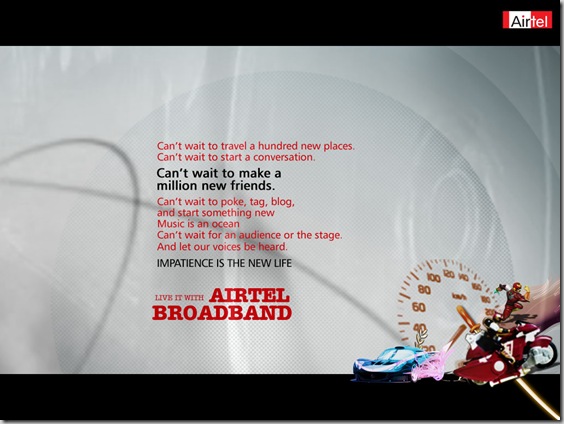 Airtel
Can't wait to travel a hundred new places.
Can't wait to start a conversation.
Can't wait to make a
million new friends.
Can't wait to poke, tag, blog,
and start something new
Music is an ocean
Can't wait for an audience or the stage.
And let our voices be heard.
IMPATIENCE IS THE NEW LIFE
LIVE IT WITH AIRTEL
BROADBAND
100 120 140 160
80 km/h
60
40
20